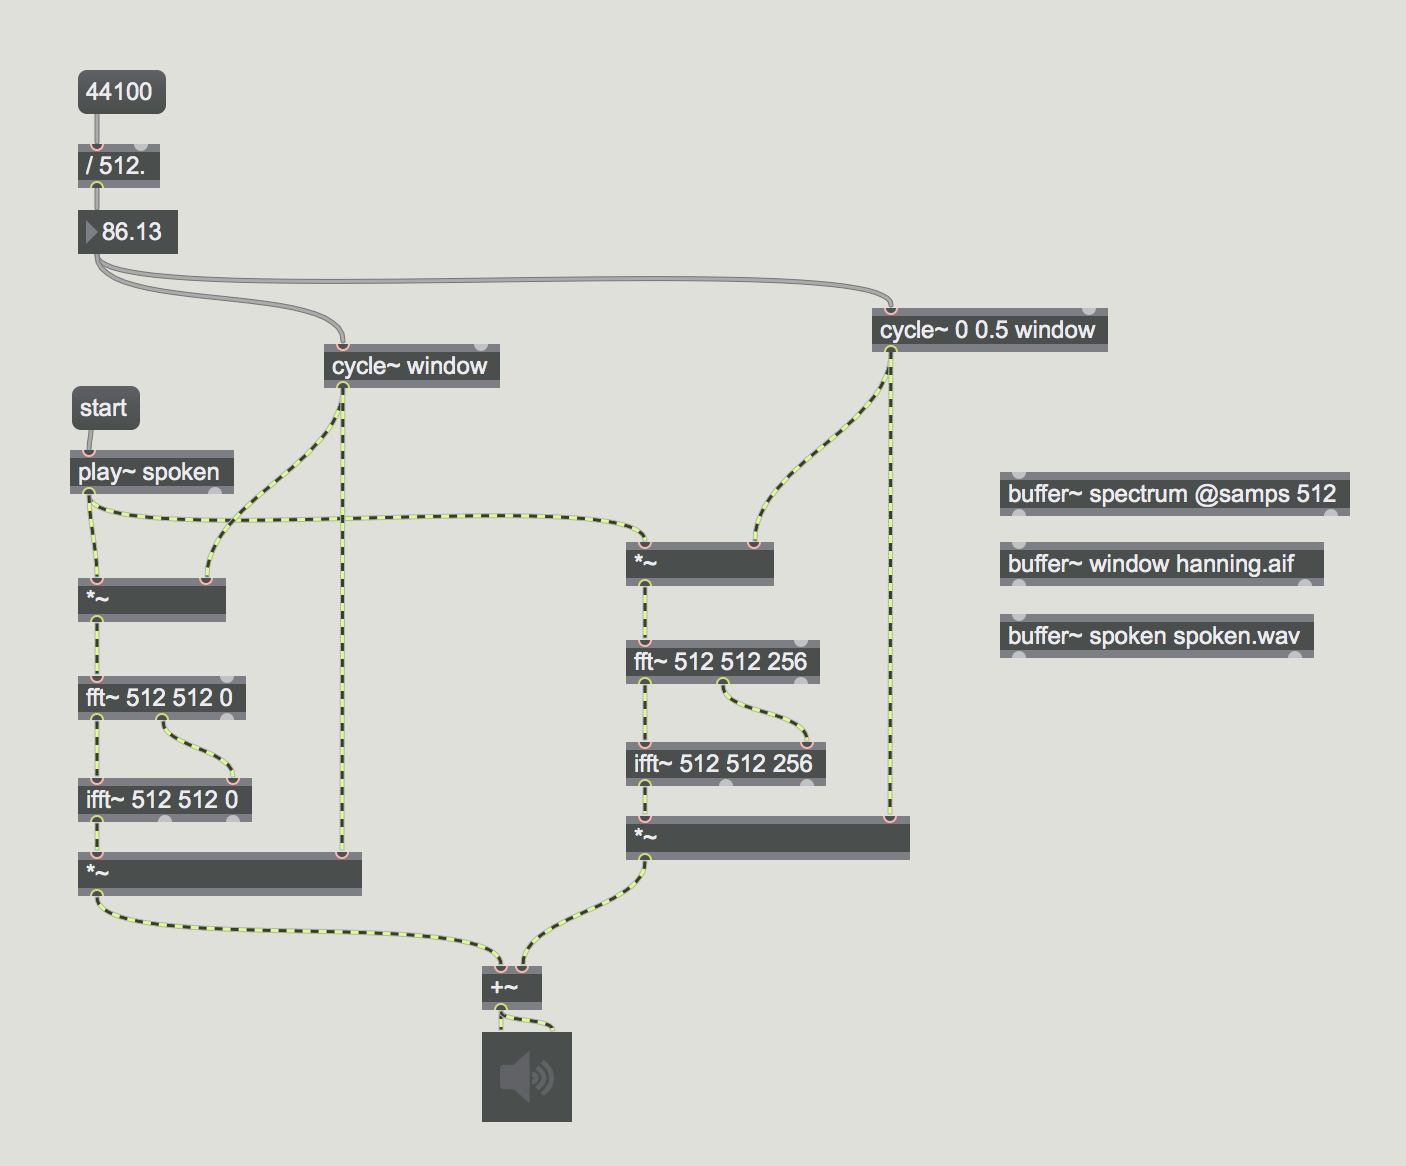 44100
/ 512.
86.13
cycle~ 0 0.5 window
cycle~ window
start
play~ spoken
buffer~ spectrum @samps 512
*~
buffer~ window hanning.aif
*~
buffer~ spoken spoken.wav
fft~ 512 512 256
fft~ 512 512 0
ifft~ 512 512 256
ifft~ 512 512 0
*~
*~
+~